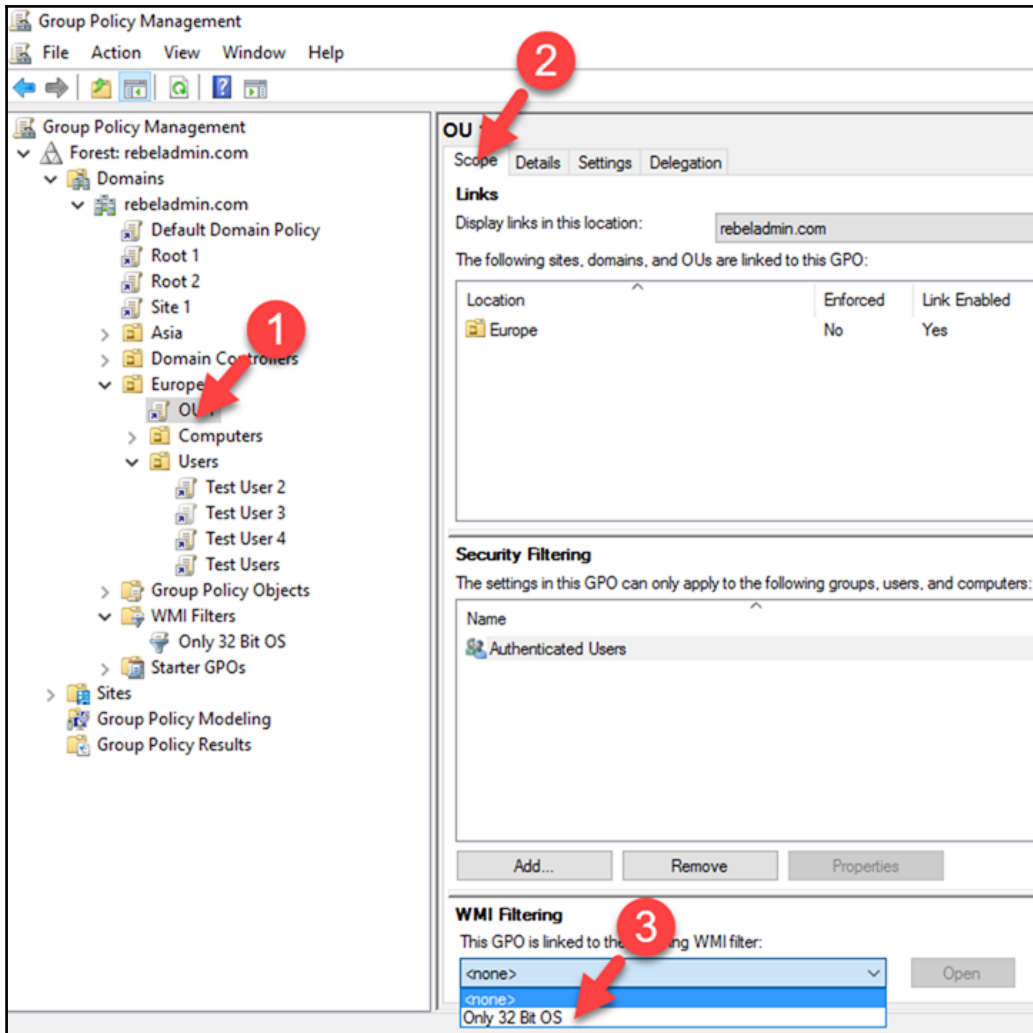 Group Policy Management
File Action View Window Help
2
Group Policy Management
Forest: rebeladmin.com
Domains
rebeladmin.com
Default Domain Policy
Root 1
Root 2
Site 1
Asia
1
Domain Controllers
Europe
OU
Computers
Users
Test User 2
Test User 3
Test User 4
Test Users
Group Policy Objects
WMI Filters
Only 32 Bit OS
Starter GPOs
Sites
Group Policy Modeling
Group Policy Results
OU
Scope Details Settings Delegation
Links
Display links in this location: rebeladmin.com
The following sites, domains, and OUs are linked to this GPO:
Location Enforced Link Enabled
Europe No Yes
Security Filtering
The settings in this GPO can only apply to the following groups, users, and computers:
Name
Authenticated Users
Add... Remove Properties
WMI Filtering
3
This GPO is linked to the ng WMI filter:
<none> Open
<none>
Only 32 Bit OS